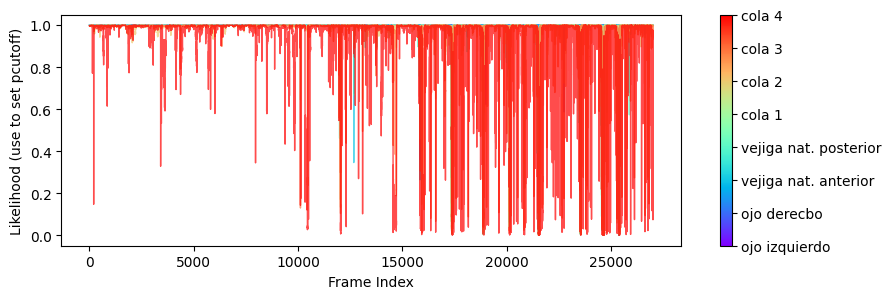 Likelihood (use to set pcutoff)
1.0
0.8
0.6
0.4
0.2
0.0
0
5000
10000
15000
20000
25000
Frame Index
cola 4
cola 3
cola 2
cola 1
vejiga nat. posterior
vejiga nat. anterior
ojo derecbo
ojo izquierdo